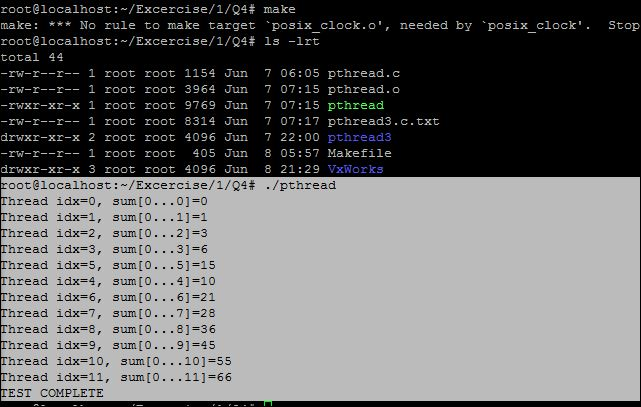 root@localhost:~/Excercise/1/Q4# make
make: *** No rule to make target `posix_clock.o', needed by `posix_clock'.  Stop
root@localhost:~/Excercise/1/Q4# ls -lrt
total 44
-rw-r--r-- 1 root root 1154 Jun  7 06:05 pthread.c
-rw-r--r-- 1 root root 3964 Jun  7 07:15 pthread.o
-rwxr-xr-x 1 root root 9769 Jun  7 07:15 pthread
-rw-r--r-- 1 root root 8314 Jun  7 07:17 pthread3.c.txt
drwxr-xr-x 2 root root 4096 Jun  7 22:00 pthread3
-rw-r--r-- 1 root root  405 Jun  8 05:57 Makefile
drwxr-xr-x 3 root root 4096 Jun  8 21:29 VxWorks
root@localhost:~/Excercise/1/Q4# ./pthread
Thread idx=0, sum[0...0]=0
Thread idx=1, sum[0...1]=1
Thread idx=2, sum[0...2]=3
Thread idx=3, sum[0...3]=6
Thread idx=5, sum[0...5]=15
Thread idx=4, sum[0...4]=10
Thread idx=6, sum[0...6]=21
Thread idx=7, sum[0...7]=28
Thread idx=8, sum[0...8]=36
Thread idx=9, sum[0...9]=45
Thread idx=10, sum[0...10]=55
Thread idx=11, sum[0...11]=66
TEST COMPLETE
root@localhost:~/Excercise/1/Q4#